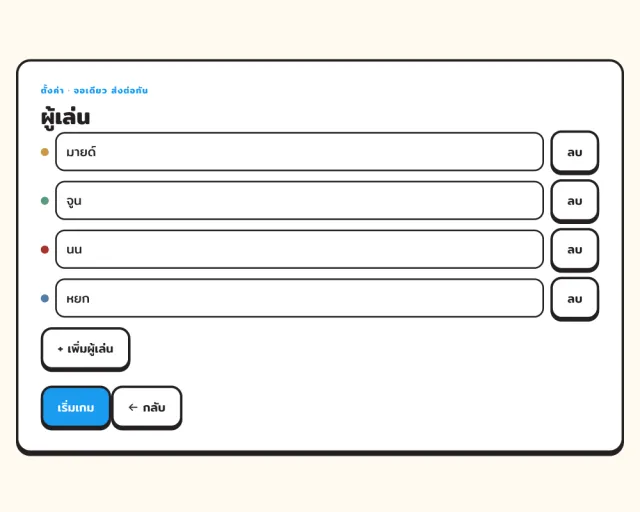 ตั้งค่า · จอเดียว ส่งต่อกัน
ผู้เล่น
มายด์
ลบ
จูน
ลบ
นน
ลบ
หยก
ลบ
+ เพิ่มผู้เล่น
เริ่มเกม
← กลับ